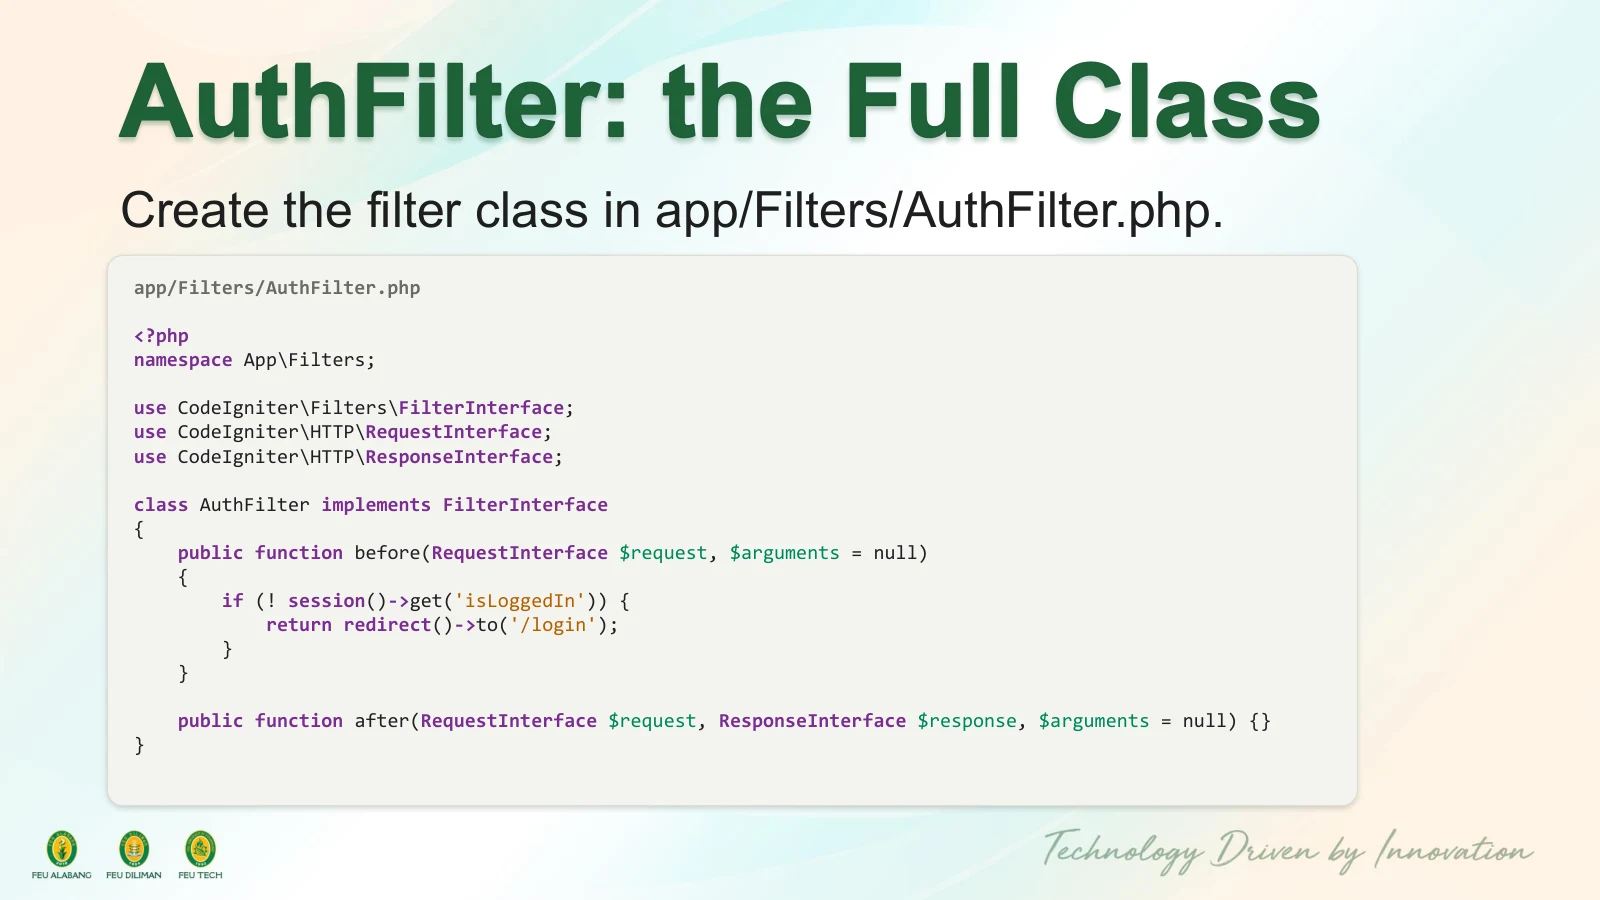 AuthFilter: the Full Class
Create the filter class in app/Filters/AuthFilter.php.
app/Filters/AuthFilter.php
<?php
namespace App\Filters;
use CodeIgniter\Filters\FilterInterface;
use CodeIgniter\HTTP\RequestInterface;
use CodeIgniter\HTTP\ResponseInterface;
class AuthFilter implements FilterInterface
{
    public function before(RequestInterface $request, $arguments = null)
    {
        if (! session()->get('isLoggedIn')) {
            return redirect()->to('/login');
        }
    }
    public function after(RequestInterface $request, ResponseInterface $response, $arguments = null) {}
}
FEU ALABANG FEU DILIMAN FEU TECH
Technology Driven by Innovation